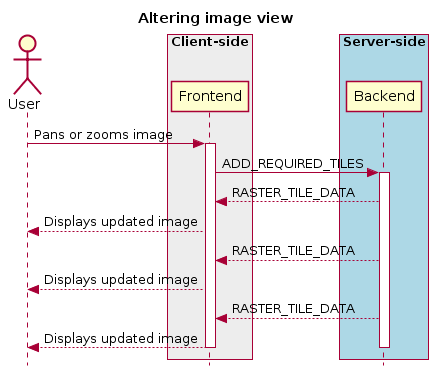 Altering image view
Client-side
Server-side
User
Frontend
Backend
Pans or zooms image
ADD_REQUIRED_TILES
RASTER_TILE_DATA
Displays updated image
RASTER_TILE_DATA
Displays updated image
RASTER_TILE_DATA
Displays updated image